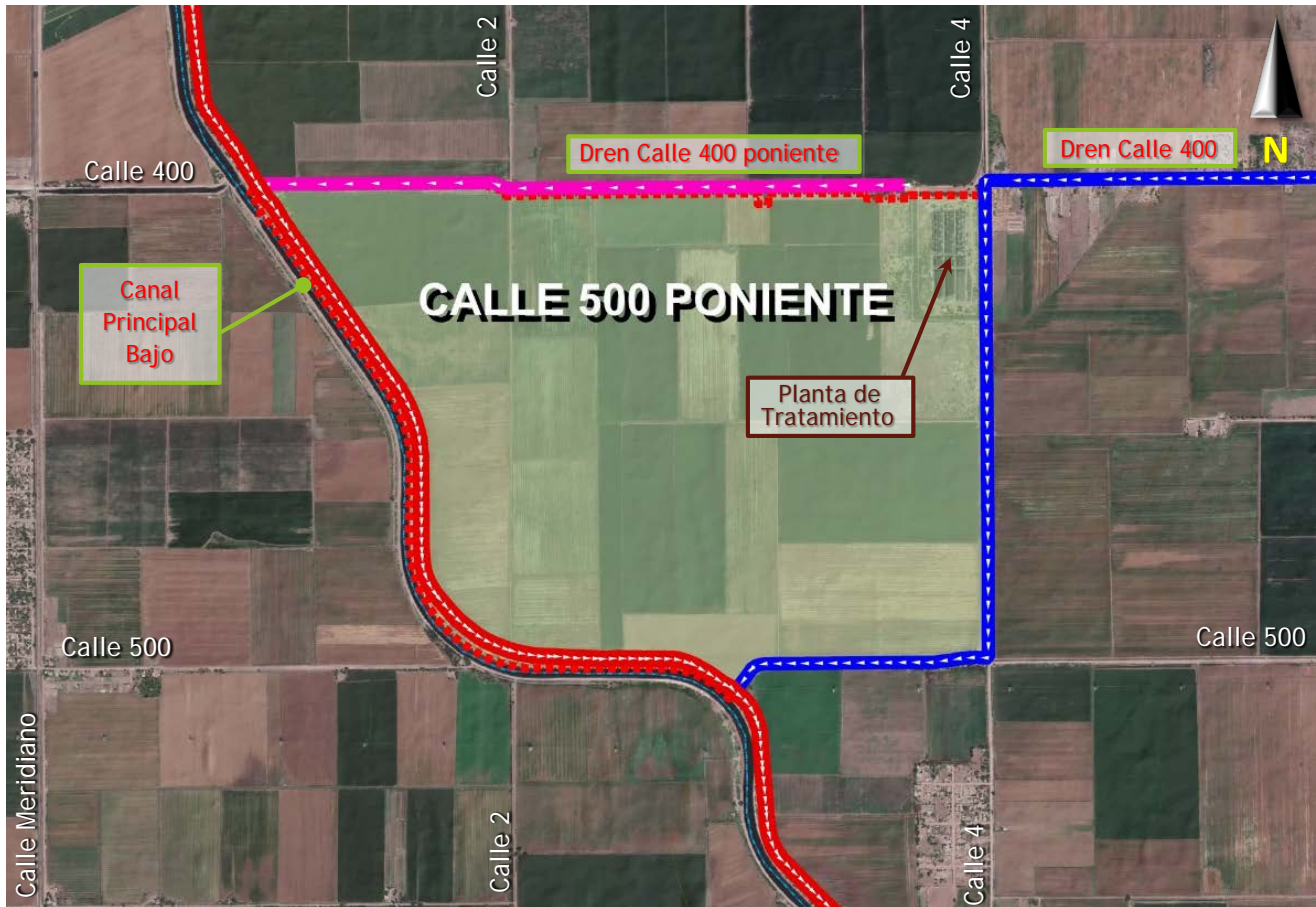 Calle 2
Calle 4
N
Calle 400
Dren Calle 400 poniente
Dren Calle 400
Canal
Principal
Bajo
CALLE 500 PONIENTE
Planta de
Tratamiento
Calle 500
Calle 500
Calle Meridiano
Calle 2
Calle 4